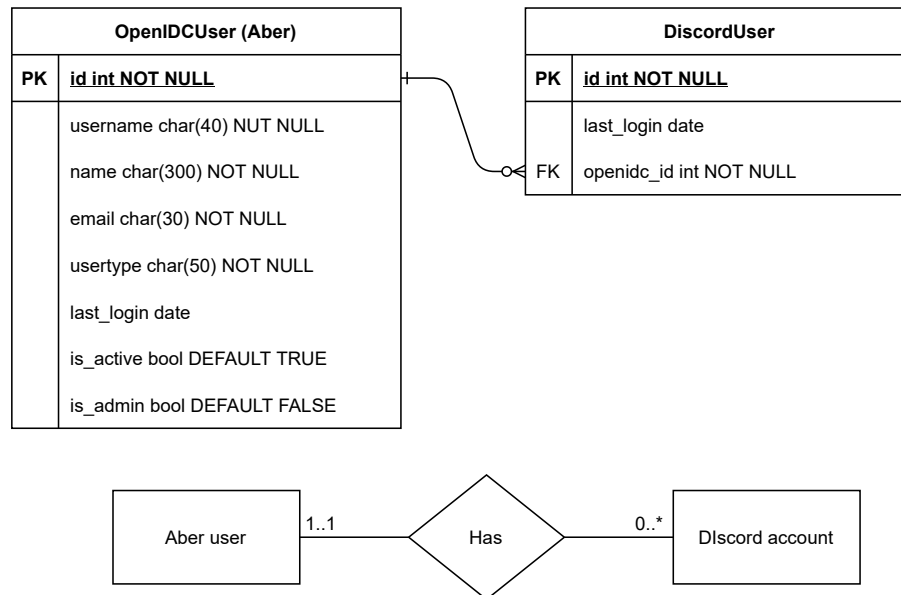 OpenIDCUser (Aber)
PK id int NOT NULL
username char(40) NUT NULL
name char(300) NOT NULL
email char(30) NOT NULL
usertype char(50) NOT NULL
last_login date
is_active bool DEFAULT TRUE
is_admin bool DEFAULT FALSE
DiscordUser
PK id int NOT NULL
last_login date
FK openidc_id int NOT NULL
Aber user
1..1
Has
0..*
DIscord account